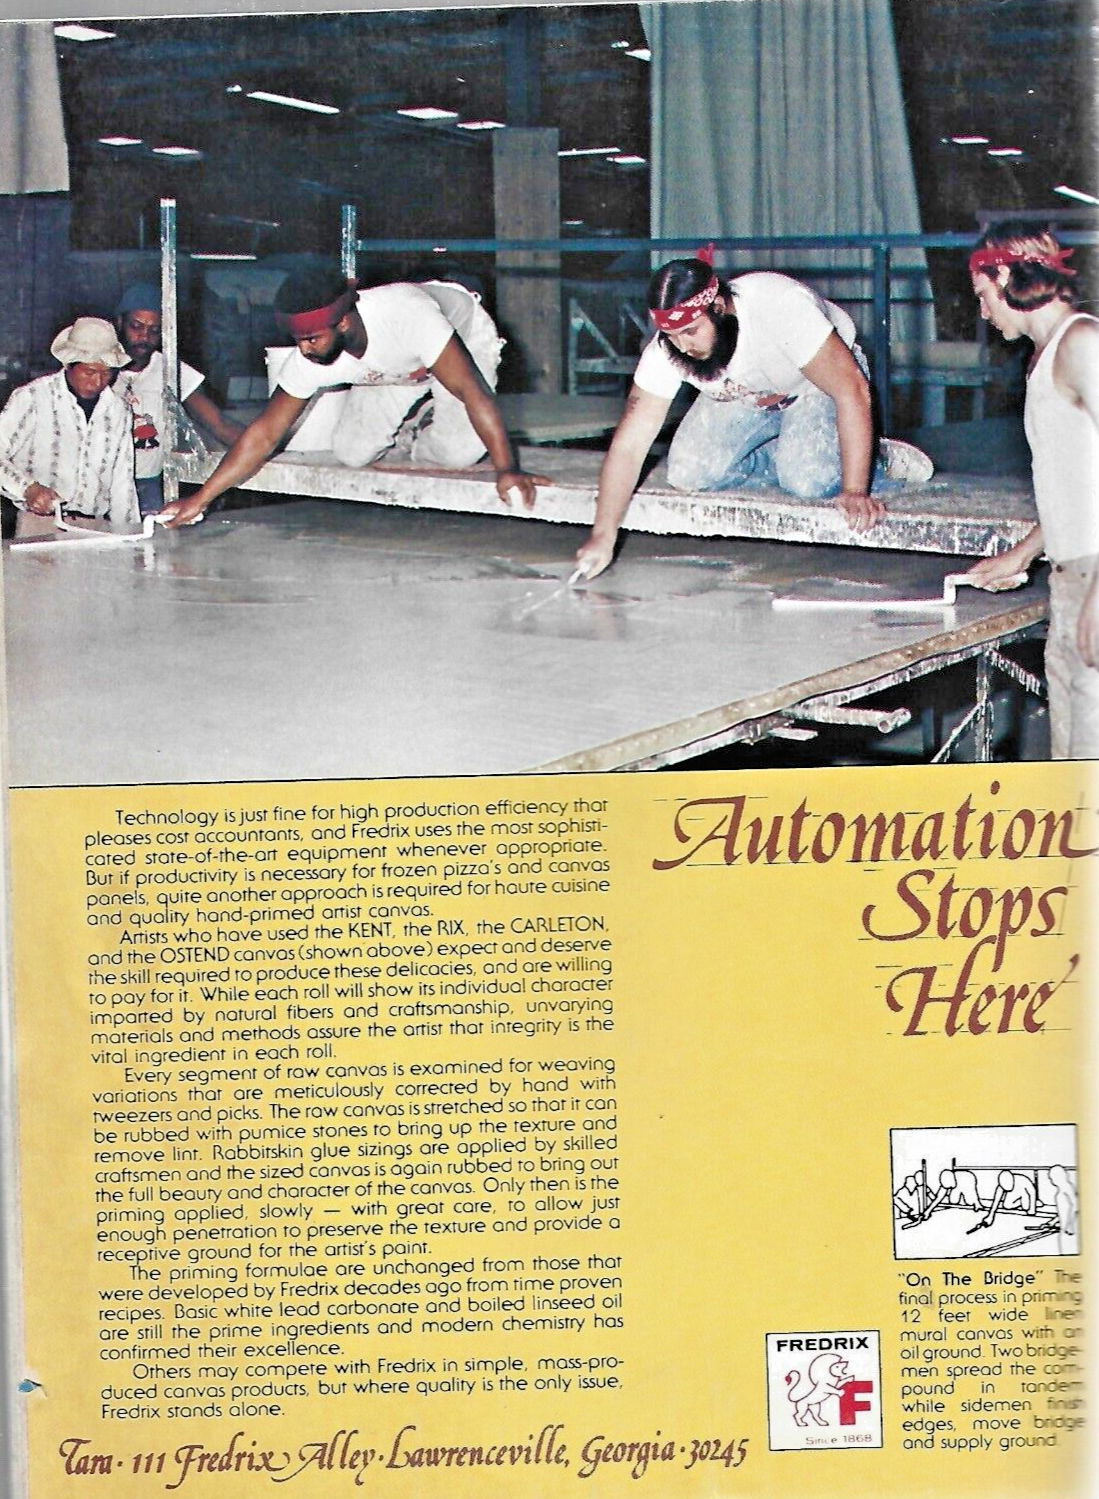 Technology is just fine for high production efficiency that
pleases cost accountants, and Fredrix uses the most sophisti-
cated state-of-the-art equipment whenever appropriate.
But if productivity is necessary for frozen pizza's and canvas
panels, quite another approach is required for haute cuisine
and quality hand-primed artist canvas.
Artists who have used the KENT, the RIX, the CARLETON,
and the OSTEND canvas (shown above) expect and deserve
the skill required to produce these delicacies, and are willing
to pay for it. While each roll will show its individual character
imparted by natural fibers and craftsmanship, unvarying
materials and methods assure the artist that integrity is the
vital ingredient in each roll.
Every segment of raw canvas is examined for weaving
variations that are meticulously corrected by hand with
tweezers and picks. The raw canvas is stretched so that it can
be rubbed with pumice stones to bring up the texture and
remove lint. Rabbitskin glue sizings are applied by skilled
craftsmen and the sized canvas is again rubbed to bring out
the full beauty and character of the canvas. Only then is the
priming applied, slowly — with great care, to allow just
enough penetration to preserve the texture and provide a
receptive ground for the artist's paint.
The priming formulae are unchanged from those that
were developed by Fredrix decades ago from time proven
recipes. Basic white lead carbonate and boiled linseed oil
are still the prime ingredients and modern chemistry has
confirmed their excellence.
Others may compete with Fredrix in simple, mass-pro-
duced canvas products, but where quality is the only issue,
Fredrix stands alone.
Automation
Stops
Here
"On The Bridge" The
final process in priming
12 feet wide linen
mural canvas with an
oil ground. Two bridge-
men spread the com-
pound in tandem
while sidemen finish
edges, move bridge
and supply ground.
FREDRIX
F
Since 1868
Tara · 111 Fredrix Alley · Lawrenceville, Georgia · 30245